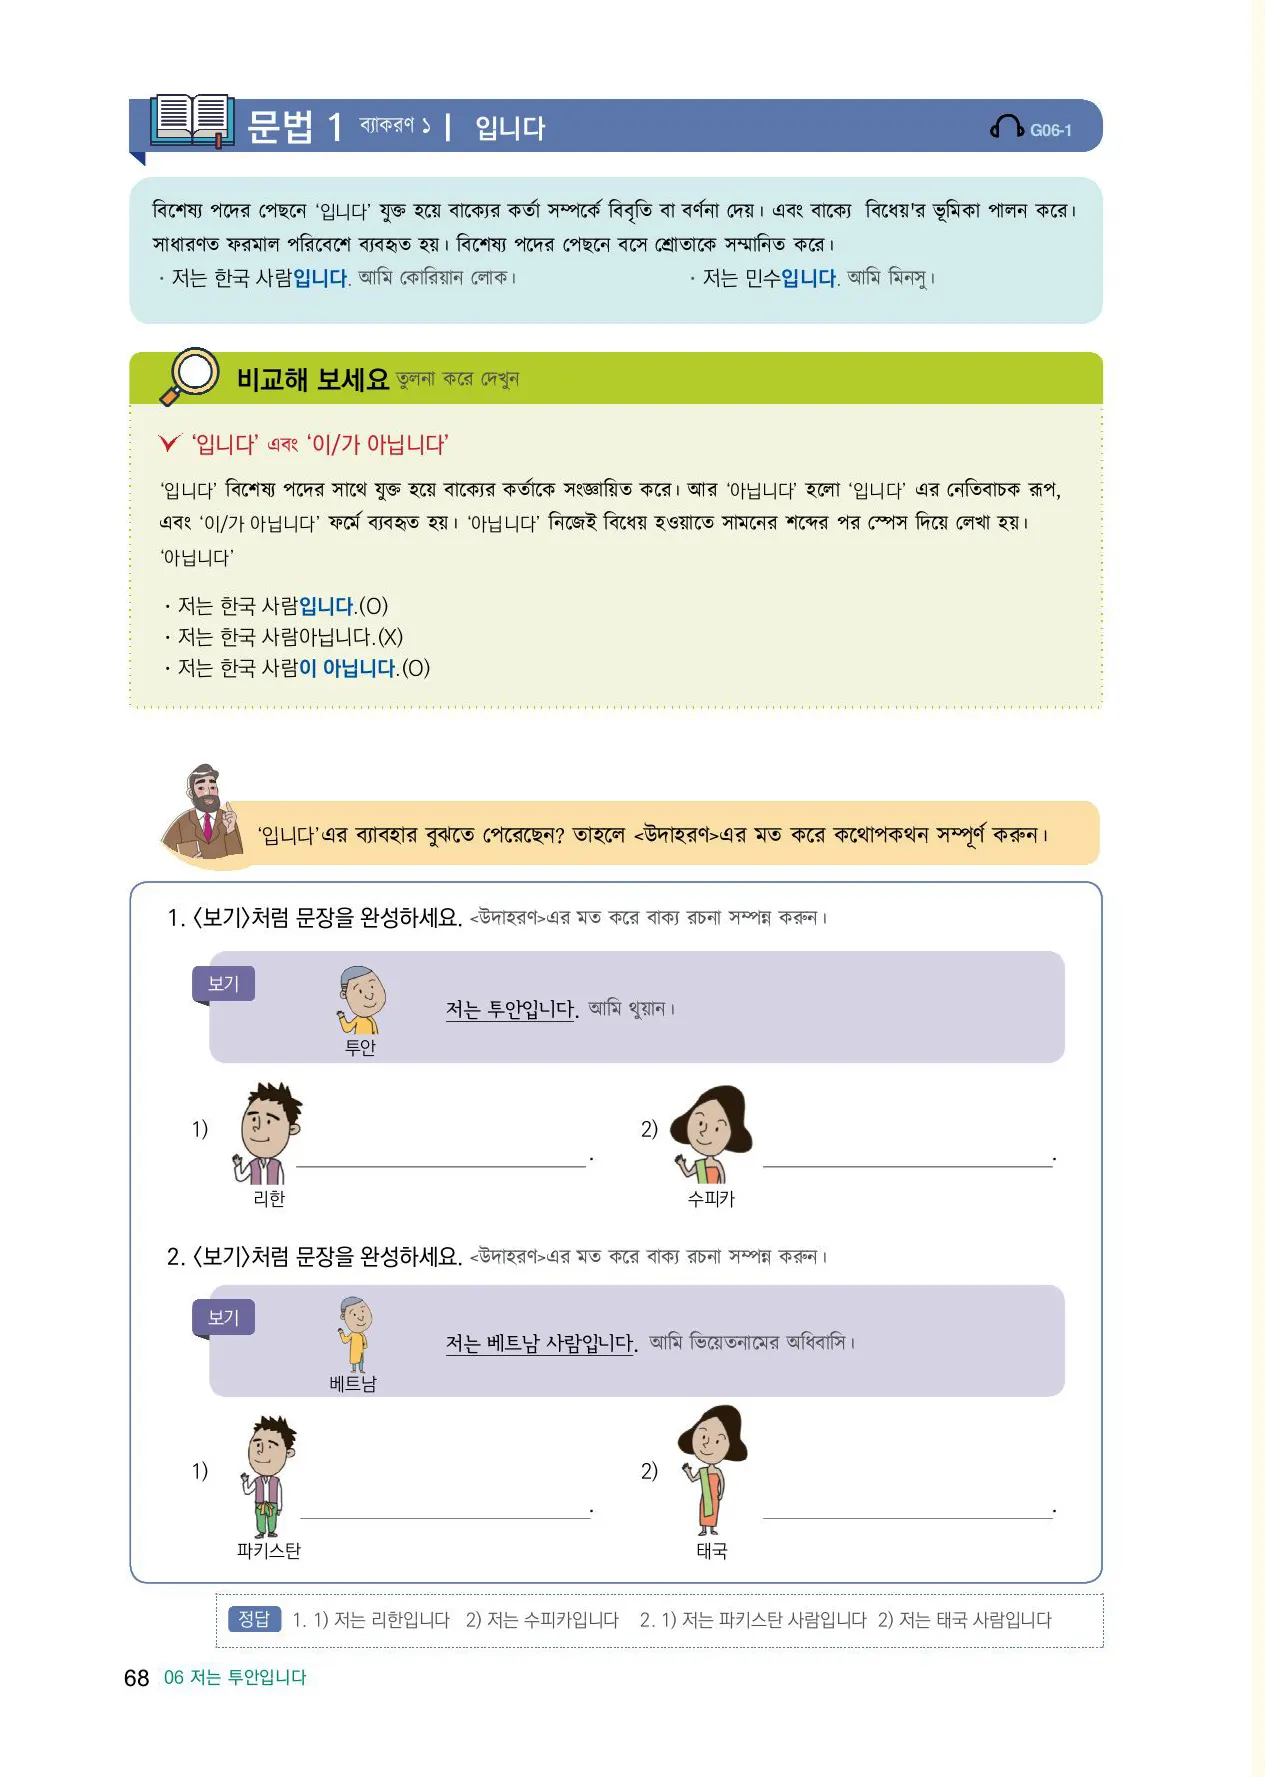 문법 1 ব্যাকরণ ১ | 입니다
G06-1
বিশেষ্য পদের পেছনে ‘입니다’ যুক্ত হয়ে বাক্যের কর্তা সম্পর্কে বিবৃতি বা বর্ণনা দেয়। এবং বাক্যে বিধেয়'র ভূমিকা পালন করে।
সাধারণত ফরমাল পরিবেশে ব্যবহৃত হয়। বিশেষ্য পদের পেছনে বসে শ্রোতাকে সম্মানিত করে।
· 저는 한국 사람입니다. আমি কোরিয়ান লোক। · 저는 민수입니다. আমি মিনসু।
비교해 보세요 তুলনা করে দেখুন
‘입니다’ এবং ‘이/가 아닙니다’
‘입니다’ বিশেষ্য পদের সাথে যুক্ত হয়ে বাক্যের কর্তাকে সংজ্ঞায়িত করে। আর ‘아닙니다’ হলো ‘입니다’ এর নেতিবাচক রূপ,
এবং ‘이/가 아닙니다’ ফর্মে ব্যবহৃত হয়। ‘아닙니다’ নিজেই বিধেয় হওয়াতে সামনের শব্দের পর স্পেস দিয়ে লেখা হয়।
‘아닙니다’
· 저는 한국 사람입니다.(O)
· 저는 한국 사람아닙니다.(X)
· 저는 한국 사람이 아닙니다.(O)
‘입니다’এর ব্যাবহার বুঝতে পেরেছেন? তাহলে <উদাহরণ>এর মত করে কথোপকথন সম্পূর্ণ করুন।
1. 〈보기〉처럼 문장을 완성하세요. <উদাহরণ>এর মত করে বাক্য রচনা সম্পন্ন করুন।
보기
저는 투안입니다. আমি থুয়ান।
투안
1) ____________________.
2) ____________________.
리한
수피카
2. 〈보기〉처럼 문장을 완성하세요. <উদাহরণ>এর মত করে বাক্য রচনা সম্পন্ন করুন।
보기
저는 베트남 사람입니다. আমি ভিয়েতনামের অধিবাসি।
베트남
1) ____________________.
2) ____________________.
파키스탄
태국
정답 1. 1) 저는 리한입니다 2) 저는 수피카입니다 2. 1) 저는 파키스탄 사람입니다 2) 저는 태국 사람입니다
68 06 저는 투안입니다